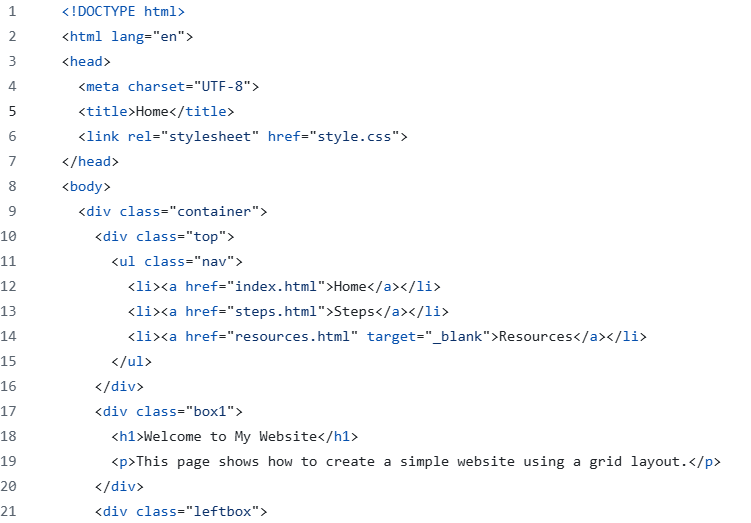 1 <!DOCTYPE html>
2 <html lang="en">
3 <head>
4   <meta charset="UTF-8">
5   <title>Home</title>
6   <link rel="stylesheet" href="style.css">
7 </head>
8 <body>
9   <div class="container">
10     <div class="top">
11       <ul class="nav">
12         <li><a href="index.html">Home</a></li>
13         <li><a href="steps.html">Steps</a></li>
14         <li><a href="resources.html" target="_blank">Resources</a></li>
15       </ul>
16     </div>
17     <div class="box1">
18       <h1>Welcome to My Website</h1>
19       <p>This page shows how to create a simple website using a grid layout.</p>
20     </div>
21     <div class="leftbox">